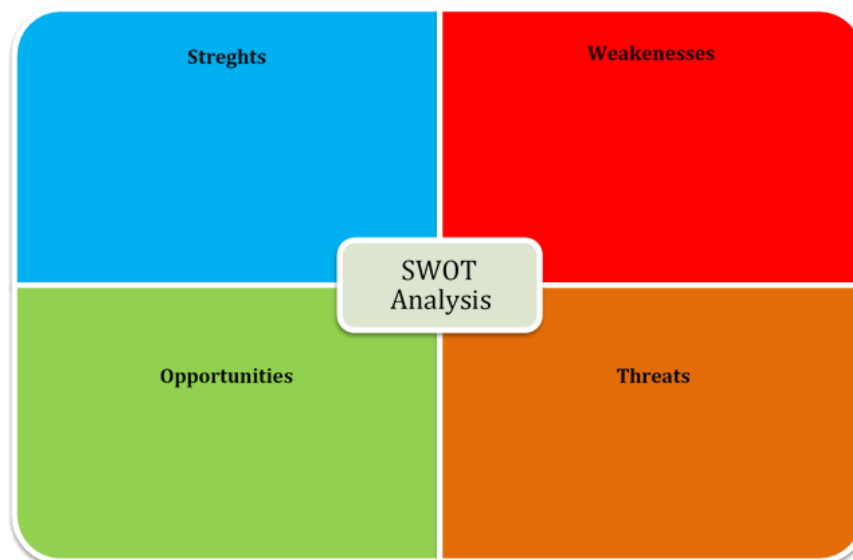 Streghts
Weakenesses
SWOT
Analysis
Opportunities
Threats